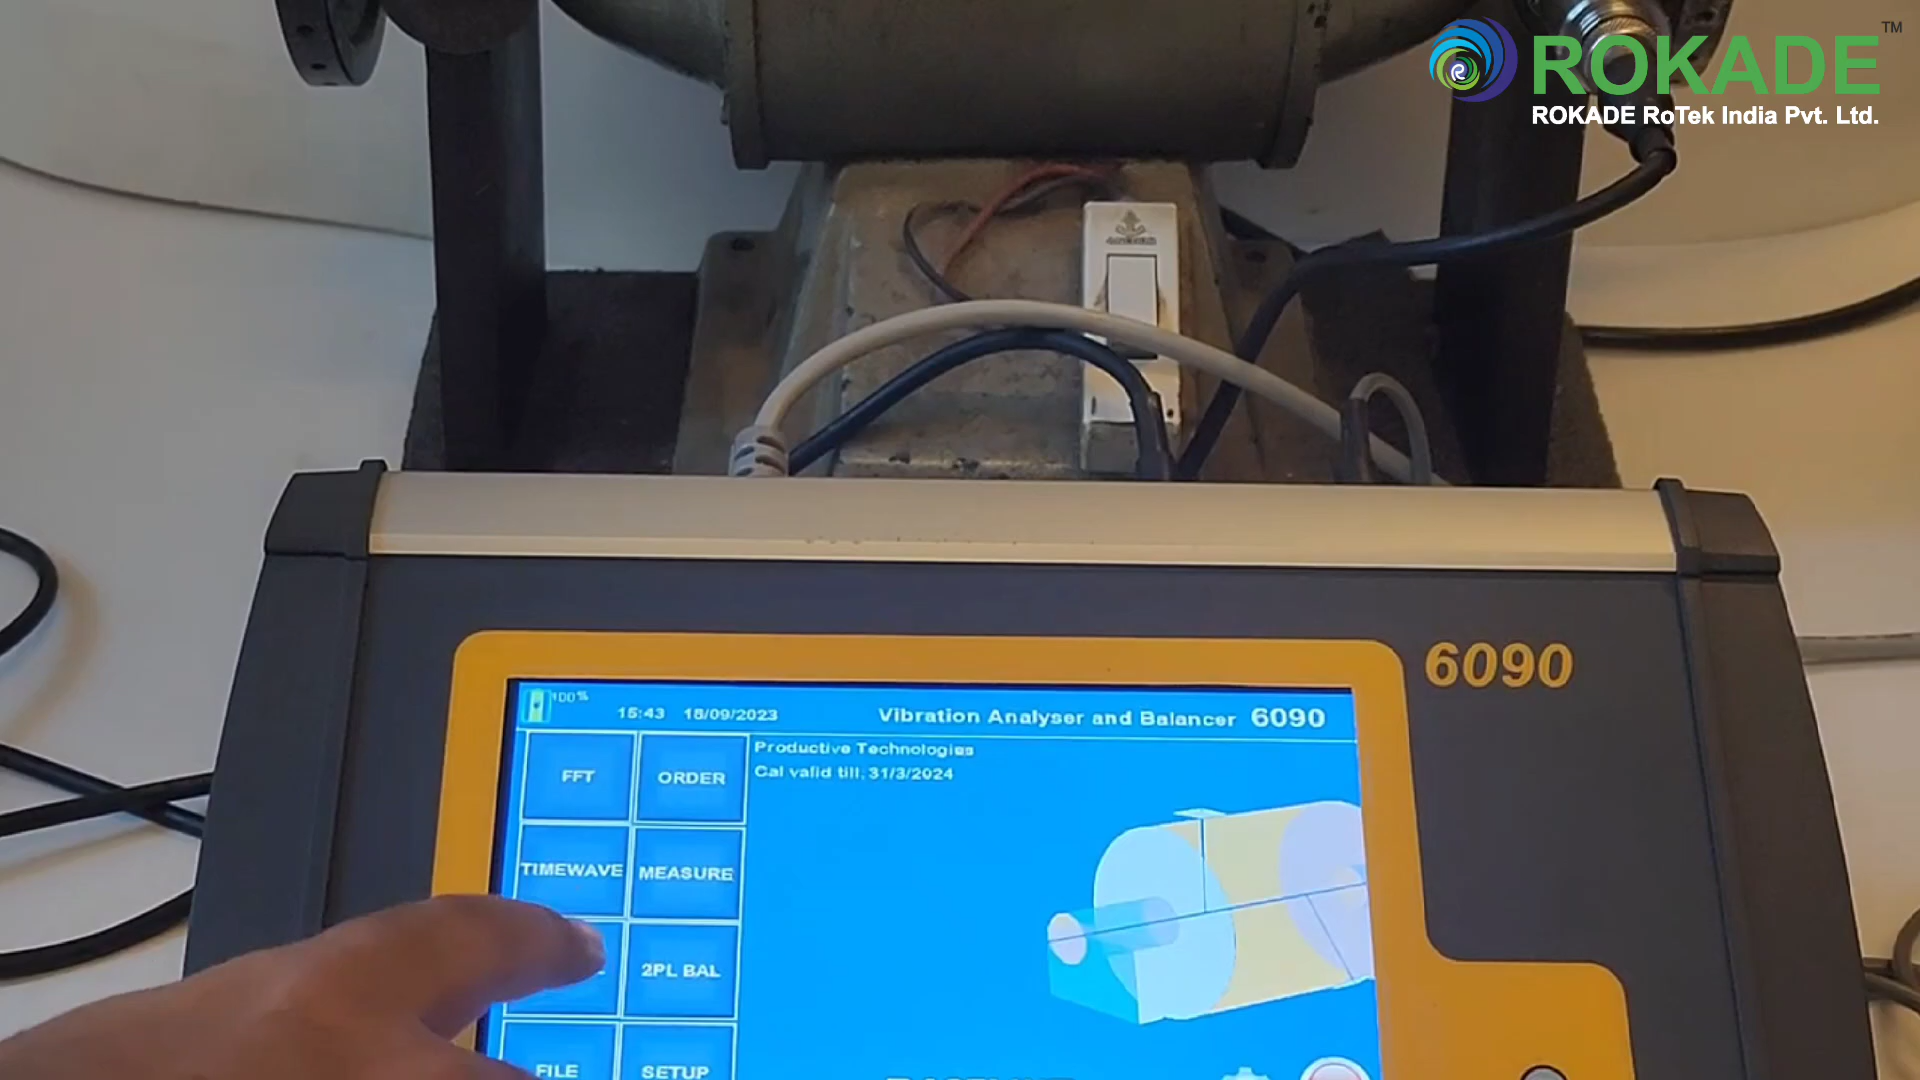 ROKADE TM
ROKADE RoTek India Pvt. Ltd.
6090
100%
15:43 18/09/2023
Vibration Analyser and Balancer 6090
FFT
ORDER
Productive Technologies
Cal valid till, 31/3/2024
TIMEWAVE
MEASURE
2PL BAL
FILE
SETUP